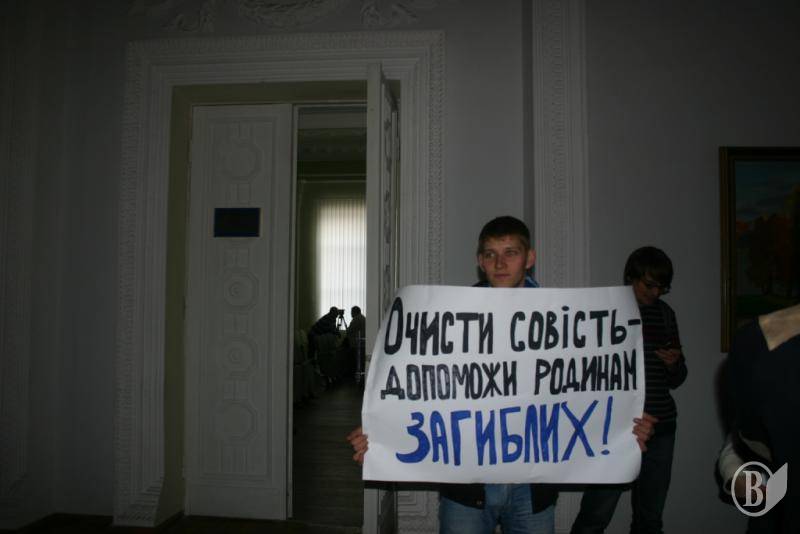 Очисти совість-
допоможи родинам
загиблих!
В